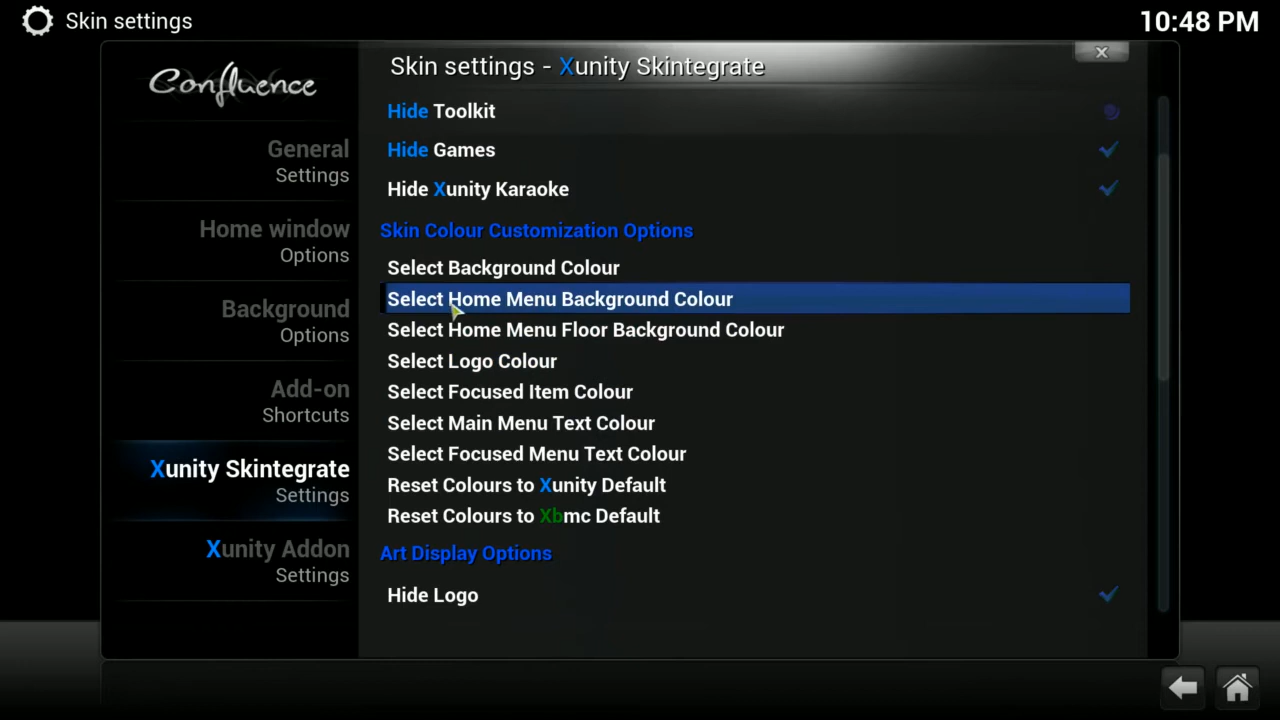 Skin settings
10:48 PM
Confluence
General
Settings
Home window
Options
Background
Options
Add-on
Shortcuts
Xunity Skintegrate
Settings
Xunity Addon
Settings
Skin settings - Xunity Skintegrate
Hide Toolkit
Hide Games
Hide Xunity Karaoke
Skin Colour Customization Options
Select Background Colour
Select Home Menu Background Colour
Select Home Menu Floor Background Colour
Select Logo Colour
Select Focused Item Colour
Select Main Menu Text Colour
Select Focused Menu Text Colour
Reset Colours to Xunity Default
Reset Colours to Xbmc Default
Art Display Options
Hide Logo